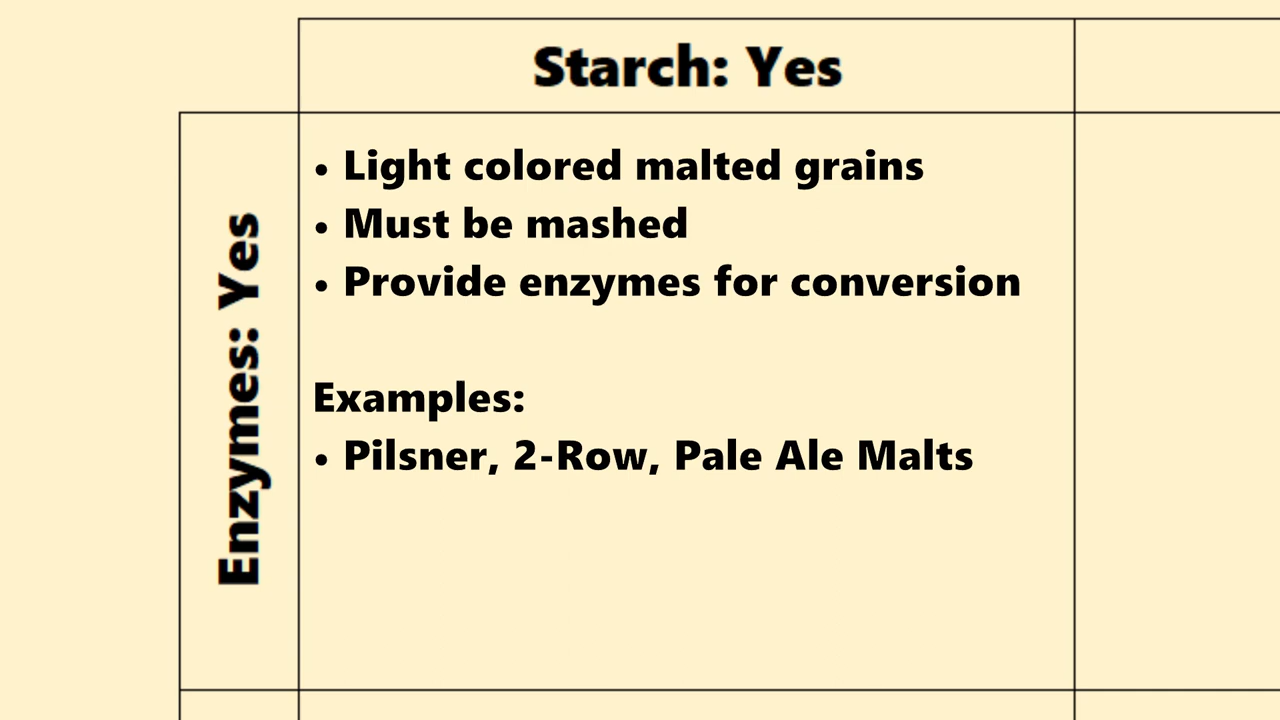 Starch: Yes
Enzymes: Yes
• Light colored malted grains
• Must be mashed
• Provide enzymes for conversion
Examples:
• Pilsner, 2-Row, Pale Ale Malts